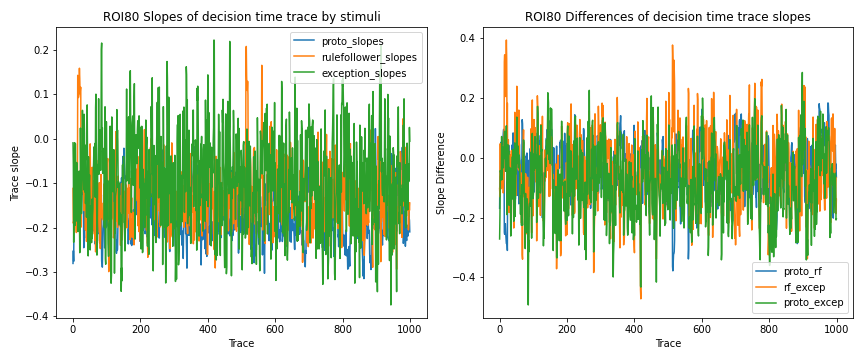 ROI80 Slopes of decision time trace by stimuli
0.2
0.1
0.0
−0.1
−0.2
−0.3
−0.4
Trace slope
0
200
400
600
800
1000
Trace
proto_slopes
rulefollower_slopes
exception_slopes
ROI80 Differences of decision time trace slopes
0.4
0.2
0.0
−0.2
−0.4
Slope Difference
0
200
400
600
800
1000
Trace
proto_rf
rf_excep
proto_excep